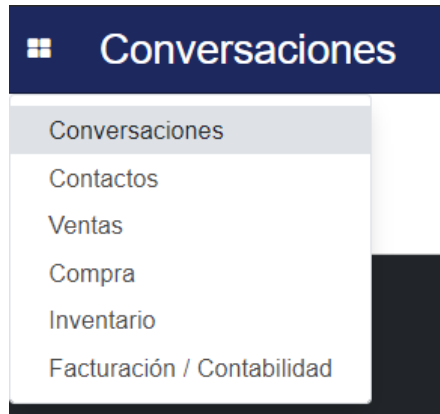 Conversaciones
Conversaciones
Contactos
Ventas
Compra
Inventario
Facturación / Contabilidad